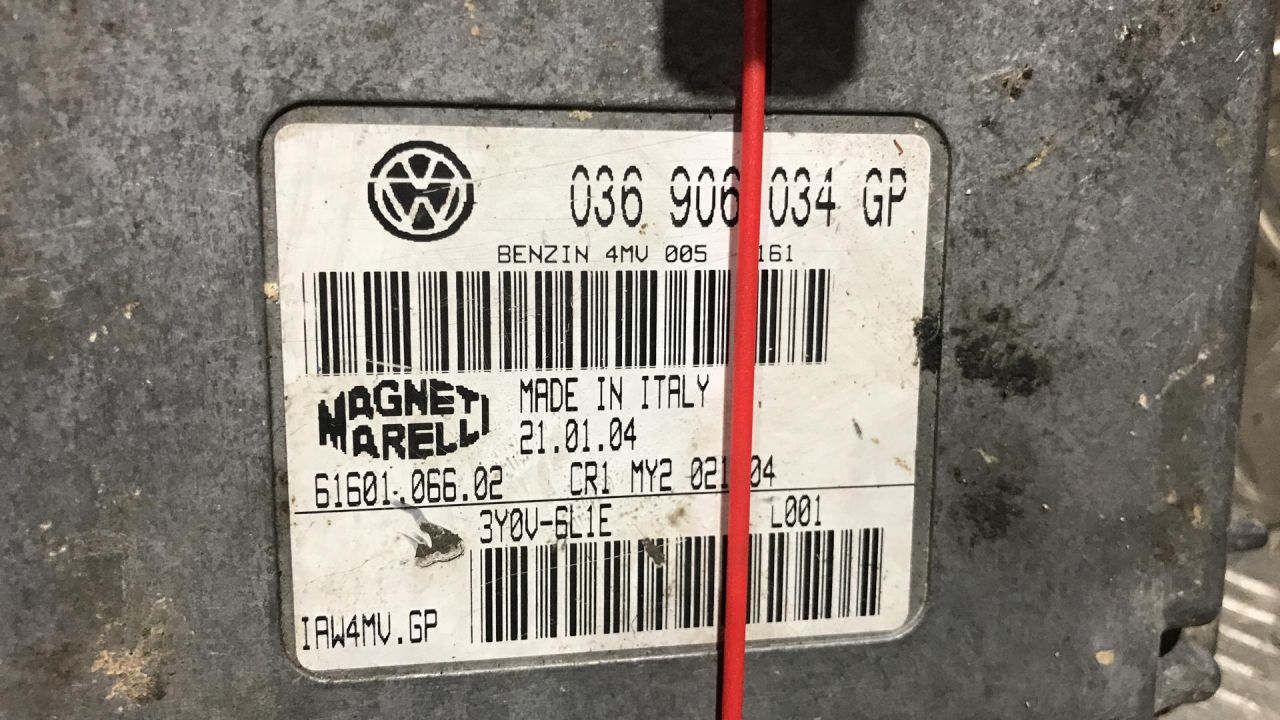 036 906 034 GP
BENZIN 4MV 005 161
MAGNETI MARELLI
MADE IN ITALY
21.01.04
61601.066.02 CR1 MY2
3Y0V-6L1E L001
IAW4MV.GP